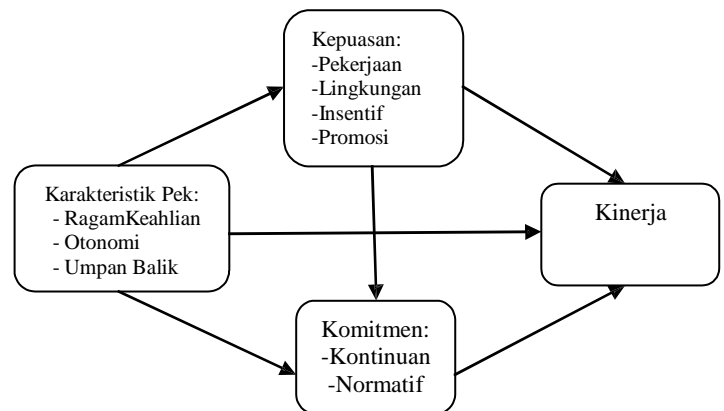 Kepuasan:
-Pekerjaan
-Lingkungan
-Insentif
-Promosi
Karakteristik Pek:
- RagamKeahlian
- Otonomi
- Umpan Balik
Kinerja
Komitmen:
-Kontinuan
-Normatif